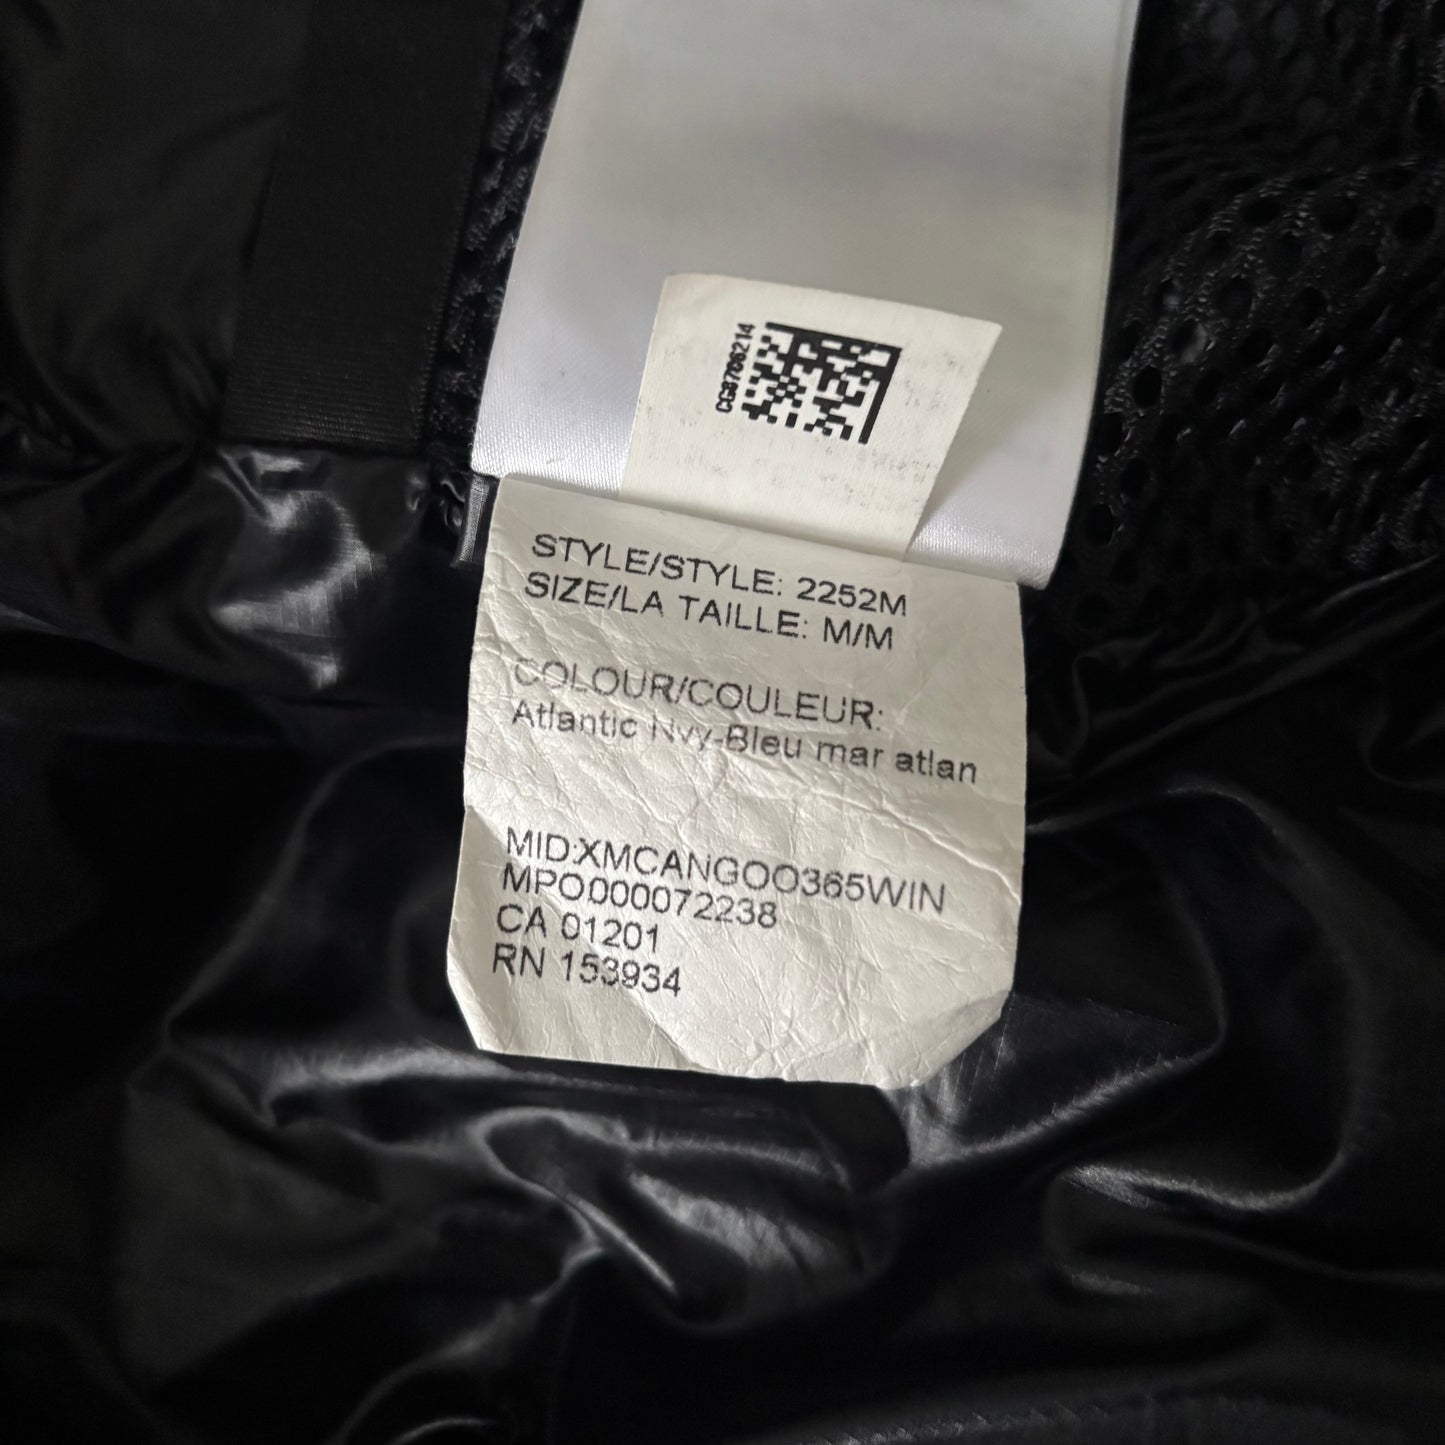 CG8706214
STYLE/STYLE: 2252M
SIZE/LA TAILLE: M/M
COLOUR/COULEUR:
Atlantic Nvy-Bleu mar atlan
MID:XMCANGOO365WIN
MPO000072238
CA 01201
RN 153934